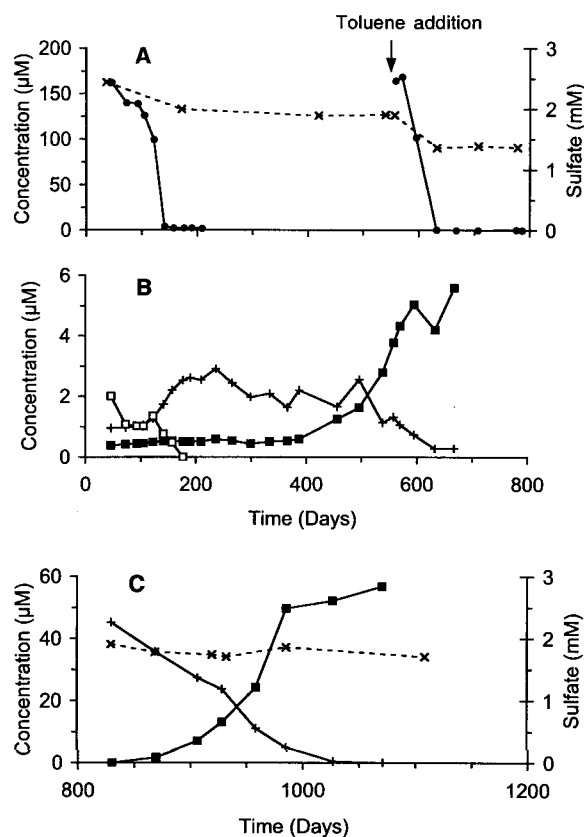 Toluene addition
A
Concentration (µM)
200
150
100
50
0
3
2
1
0
Sulfate (mM)
B
Concentration (µM)
6
4
2
0
0 200 400 600 800
Time (Days)
C
Concentration (µM)
60
40
20
0
3
2
1
0
Sulfate (mM)
800 1000 1200
Time (Days)